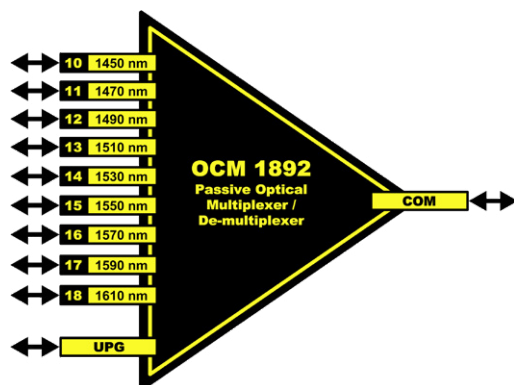 10 1450 nm
11 1470 nm
12 1490 nm
13 1510 nm
14 1530 nm
15 1550 nm
16 1570 nm
17 1590 nm
18 1610 nm
UPG
OCM 1892
Passive Optical
Multiplexer /
De-multiplexer
COM